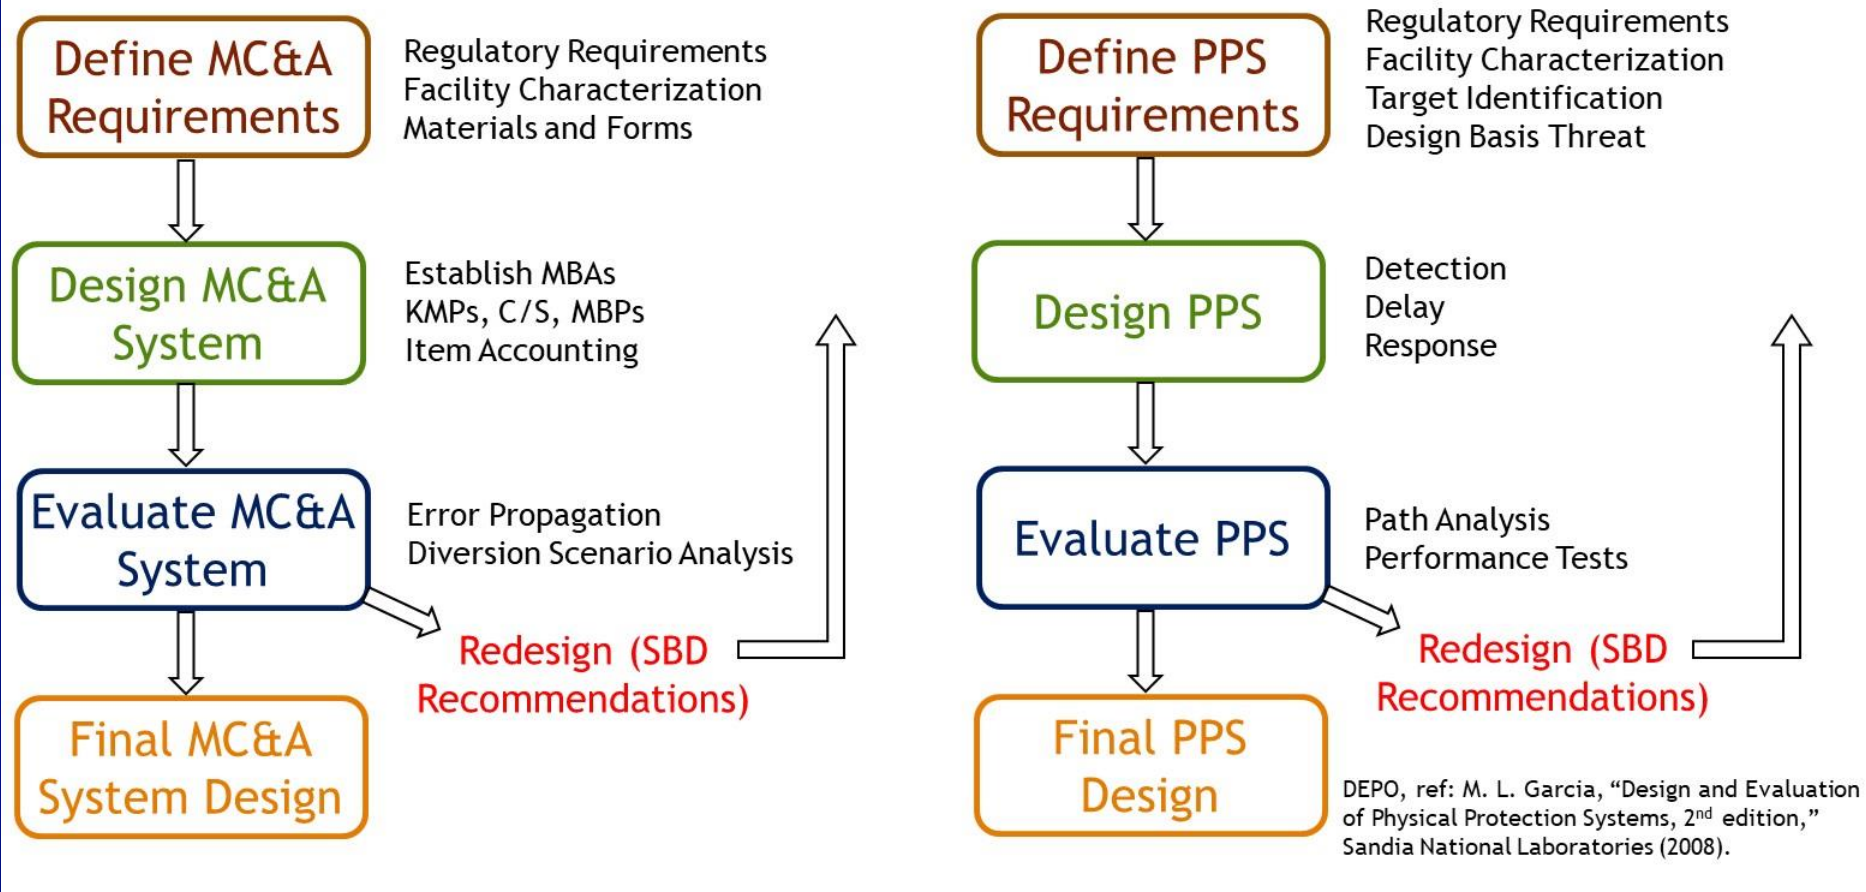 Define MC&A
Requirements
Regulatory Requirements
Facility Characterization
Materials and Forms
Design MC&A
System
Establish MBAs
KMPs, C/S, MBPs
Item Accounting
Evaluate MC&A
System
Error Propagation
Diversion Scenario Analysis
Redesign (SBD
Recommendations)
Final MC&A
System Design
Define PPS
Requirements
Regulatory Requirements
Facility Characterization
Target Identification
Design Basis Threat
Design PPS
Detection
Delay
Response
Evaluate PPS
Path Analysis
Performance Tests
Redesign (SBD
Recommendations)
Final PPS
Design
DEPO, ref: M. L. Garcia, “Design and Evaluation
of Physical Protection Systems, 2nd edition,”
Sandia National Laboratories (2008).